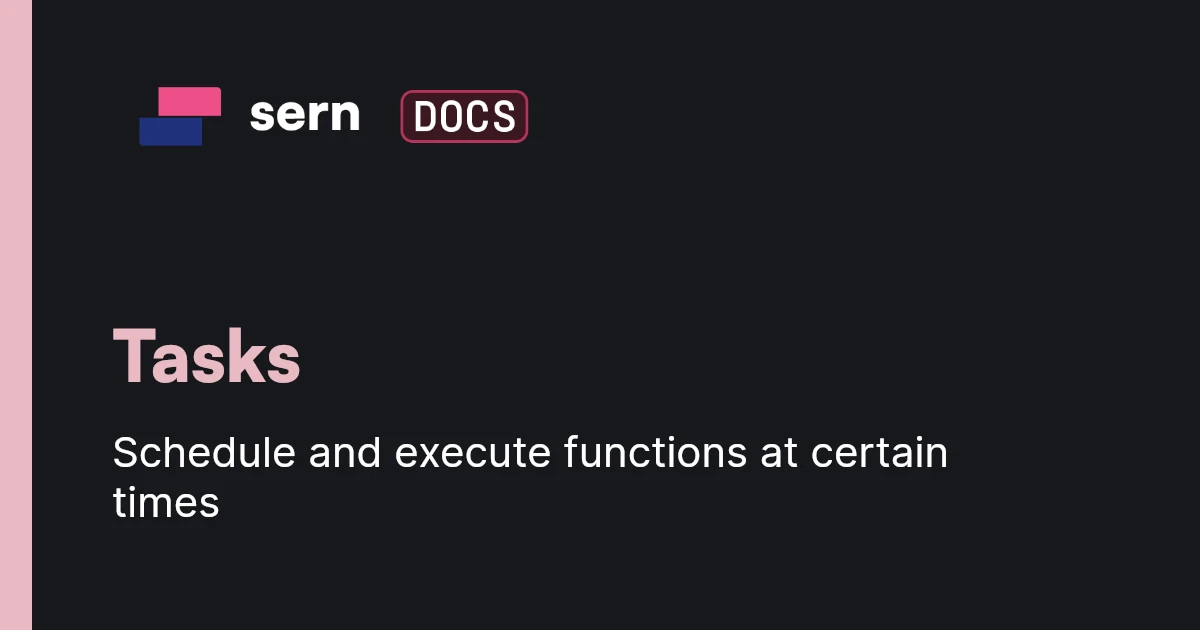 sern DOCS
Tasks
Schedule and execute functions at certain
times